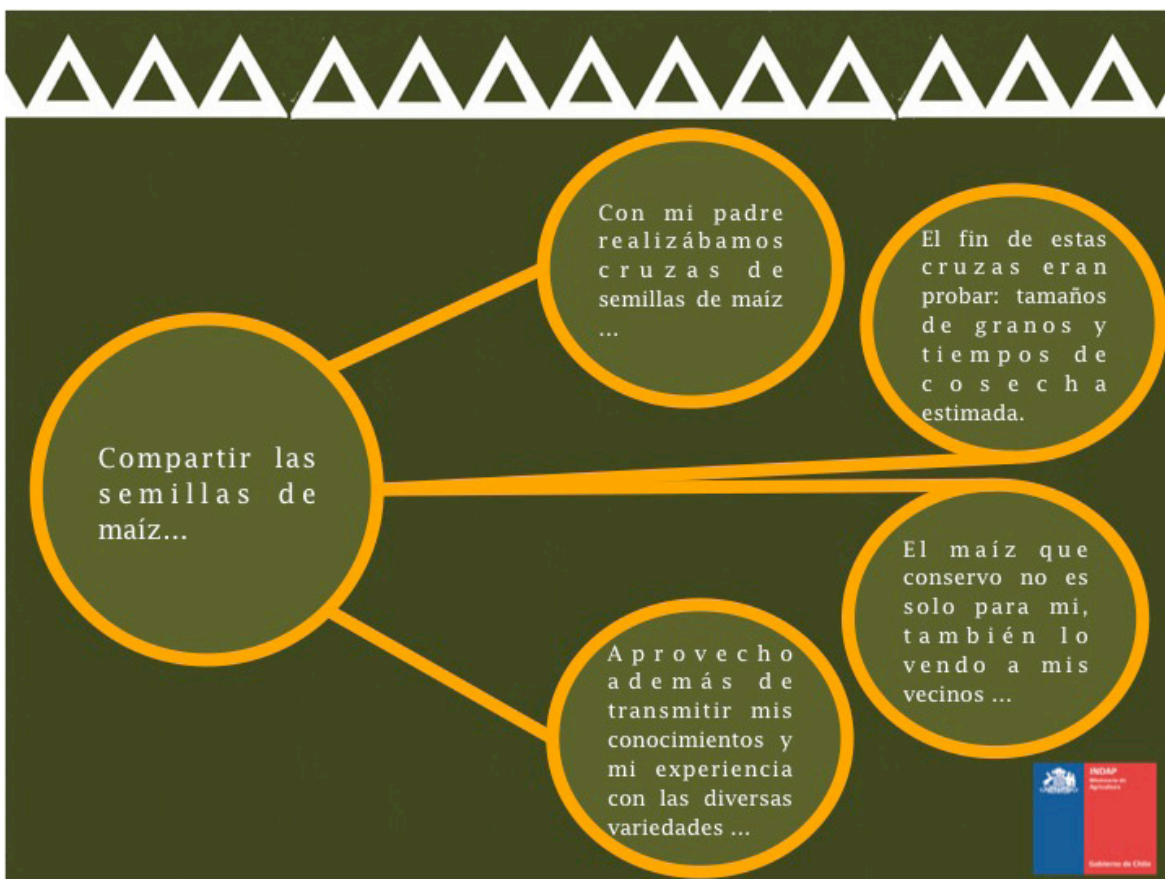 Compartir las
semillas de
maíz...
Con mi padre
realizábamos
cruzas de
semillas de maíz
...
El fin de estas
cruzas eran
probar: tamaños
de granos y
tiempos de
cosecha
estimada.
El maíz que
conservo no es
solo para mi,
también lo
vendo a mis
vecinos ...
Aprovecho
además de
transmitir mis
conocimientos y
mi experiencia
con las diversas
variedades ...
INDAP
Ministerio de
Agricultura
Gobierno de Chile